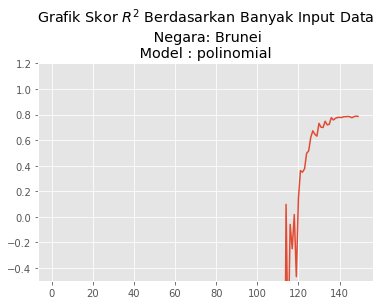 Grafik Skor $R^2$ Berdasarkan Banyak Input Data
Negara: Brunei
Model : polinomial
1.2
1.0
0.8
0.6
0.4
0.2
0.0
−0.2
−0.4
0 20 40 60 80 100 120 140